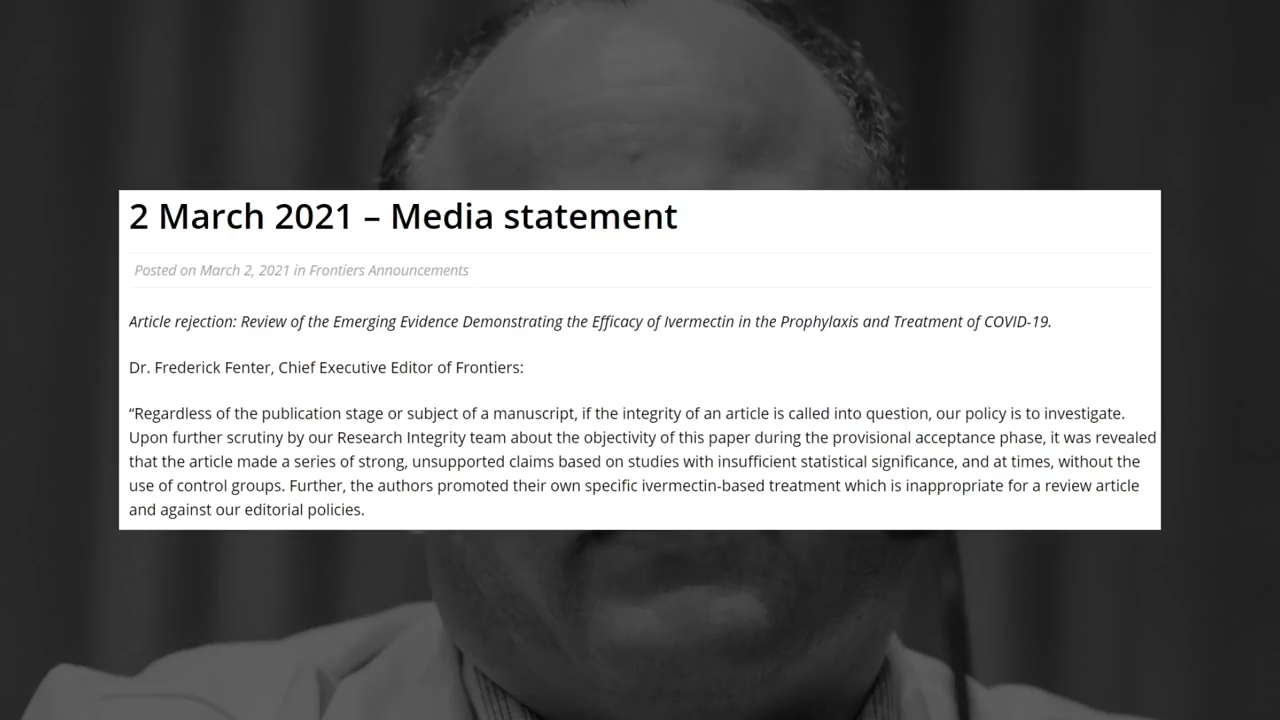 2 March 2021 – Media statement
Posted on March 2, 2021 in Frontiers Announcements
Article rejection: Review of the Emerging Evidence Demonstrating the Efficacy of Ivermectin in the Prophylaxis and Treatment of COVID-19.
Dr. Frederick Fenter, Chief Executive Editor of Frontiers:
“Regardless of the publication stage or subject of a manuscript, if the integrity of an article is called into question, our policy is to investigate.
Upon further scrutiny by our Research Integrity team about the objectivity of this paper during the provisional acceptance phase, it was revealed
that the article made a series of strong, unsupported claims based on studies with insufficient statistical significance, and at times, without the
use of control groups. Further, the authors promoted their own specific ivermectin-based treatment which is inappropriate for a review article
and against our editorial policies.